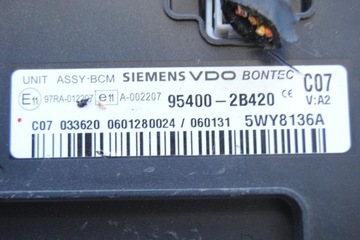 UNIT ASSY-BCM SIEMENS VDO BONTEC C07
E11 97RA-012207 e11 A-002207 95400-2B420 CE V:A2
C07 033620 0601280024 / 060131 5WY8136A